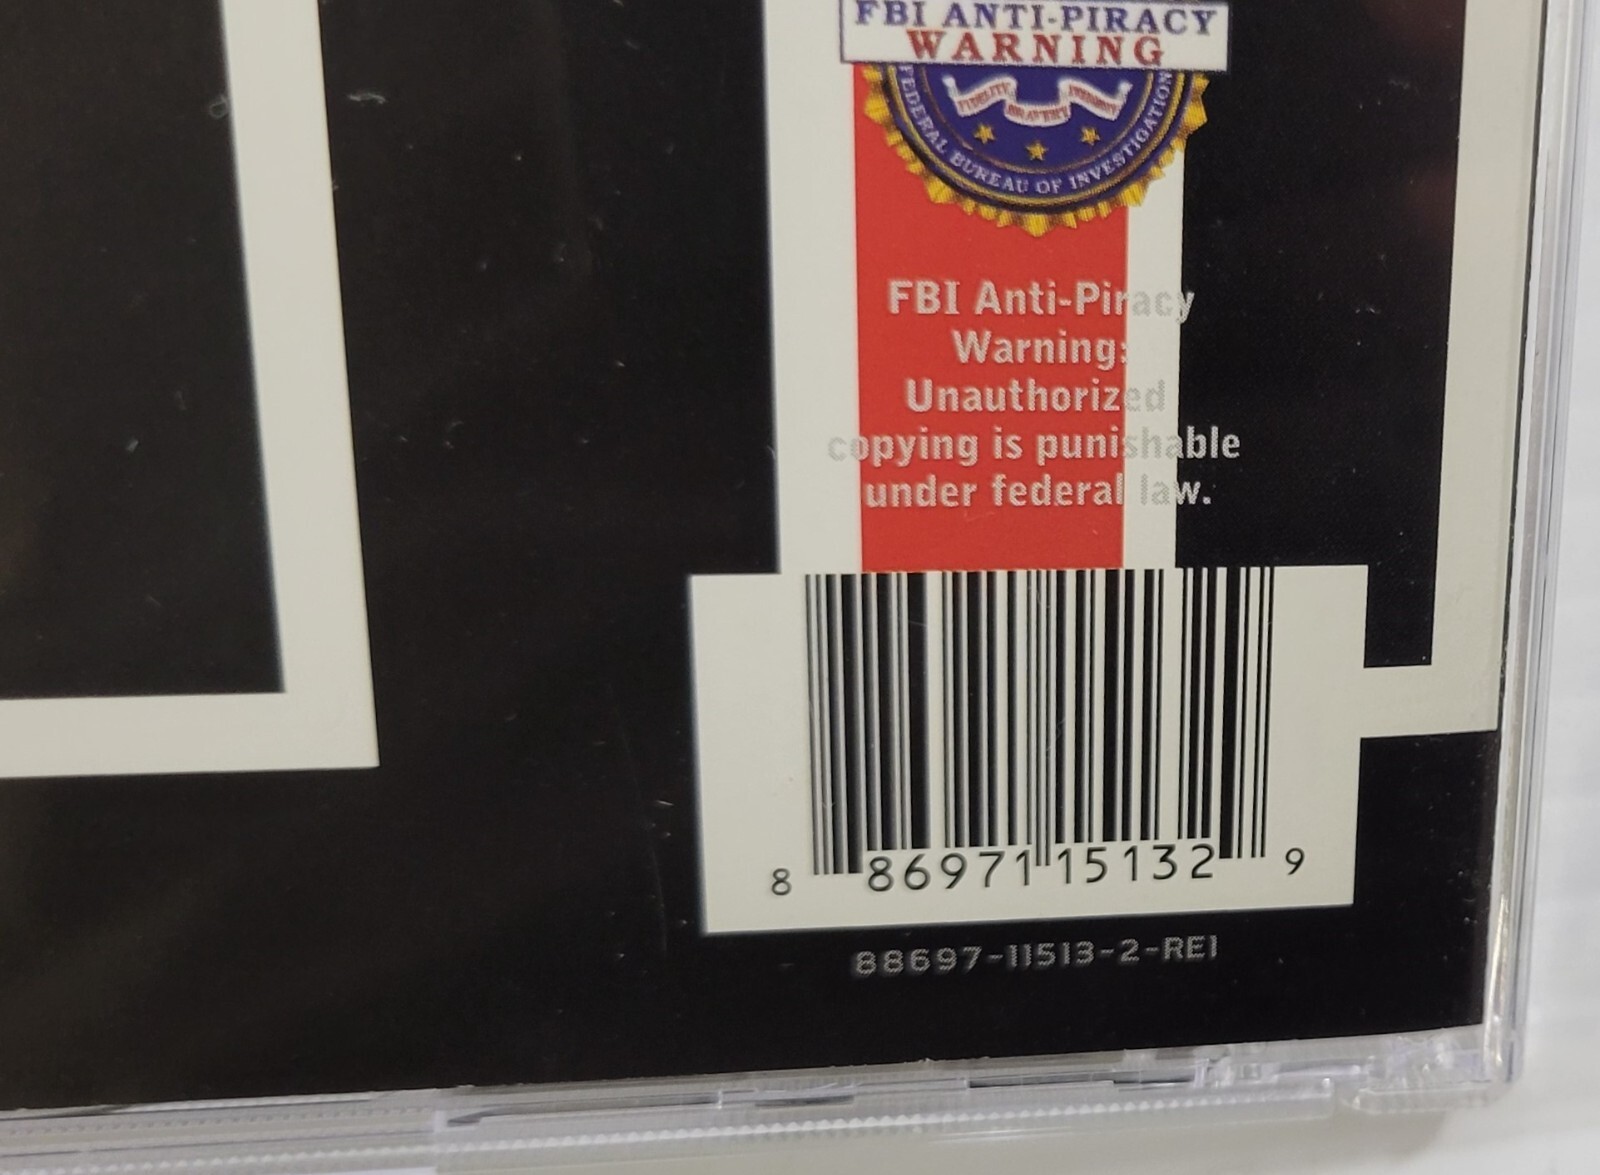 FBI ANTI-PIRACY
WARNING
FIDELITY BRAVERY INTEGRITY
FEDERAL BUREAU OF INVESTIGATION
FBI Anti-Piracy
Warning:
Unauthorized
copying is punishable
under federal law.
8 86971 15132 9
88697-11513-2-RE1